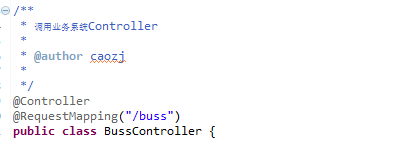 /**
 * 调用业务系统Controller
 *
 * @author caozj
 *
 */
@Controller
@RequestMapping("/buss")
public class BussController {